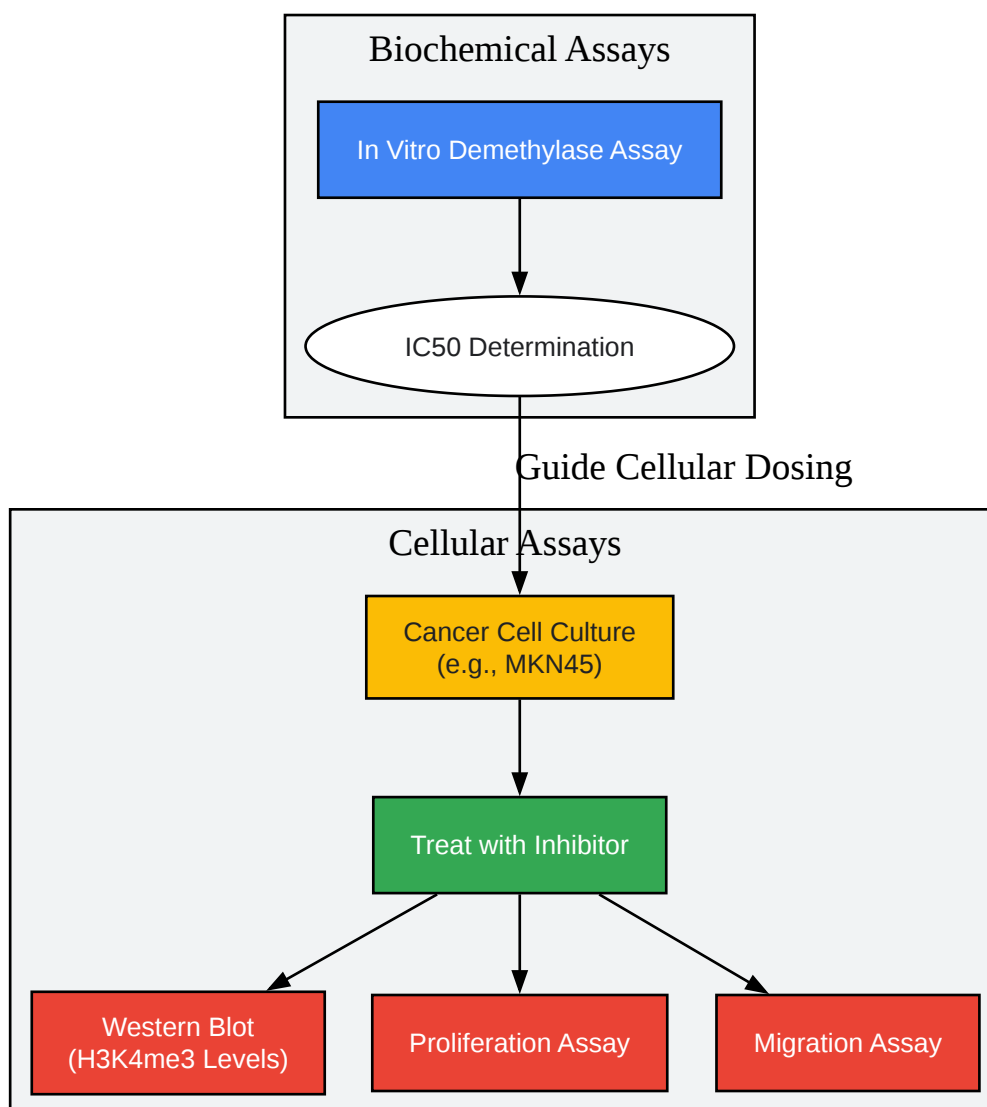 Biochemical Assays
In Vitro Demethylase Assay
IC50 Determination
Guide Cellular Dosing
Cellular Assays
Cancer Cell Culture
(e.g., MKN45)
Treat with Inhibitor
Western Blot
(H3K4me3 Levels)
Proliferation Assay
Migration Assay